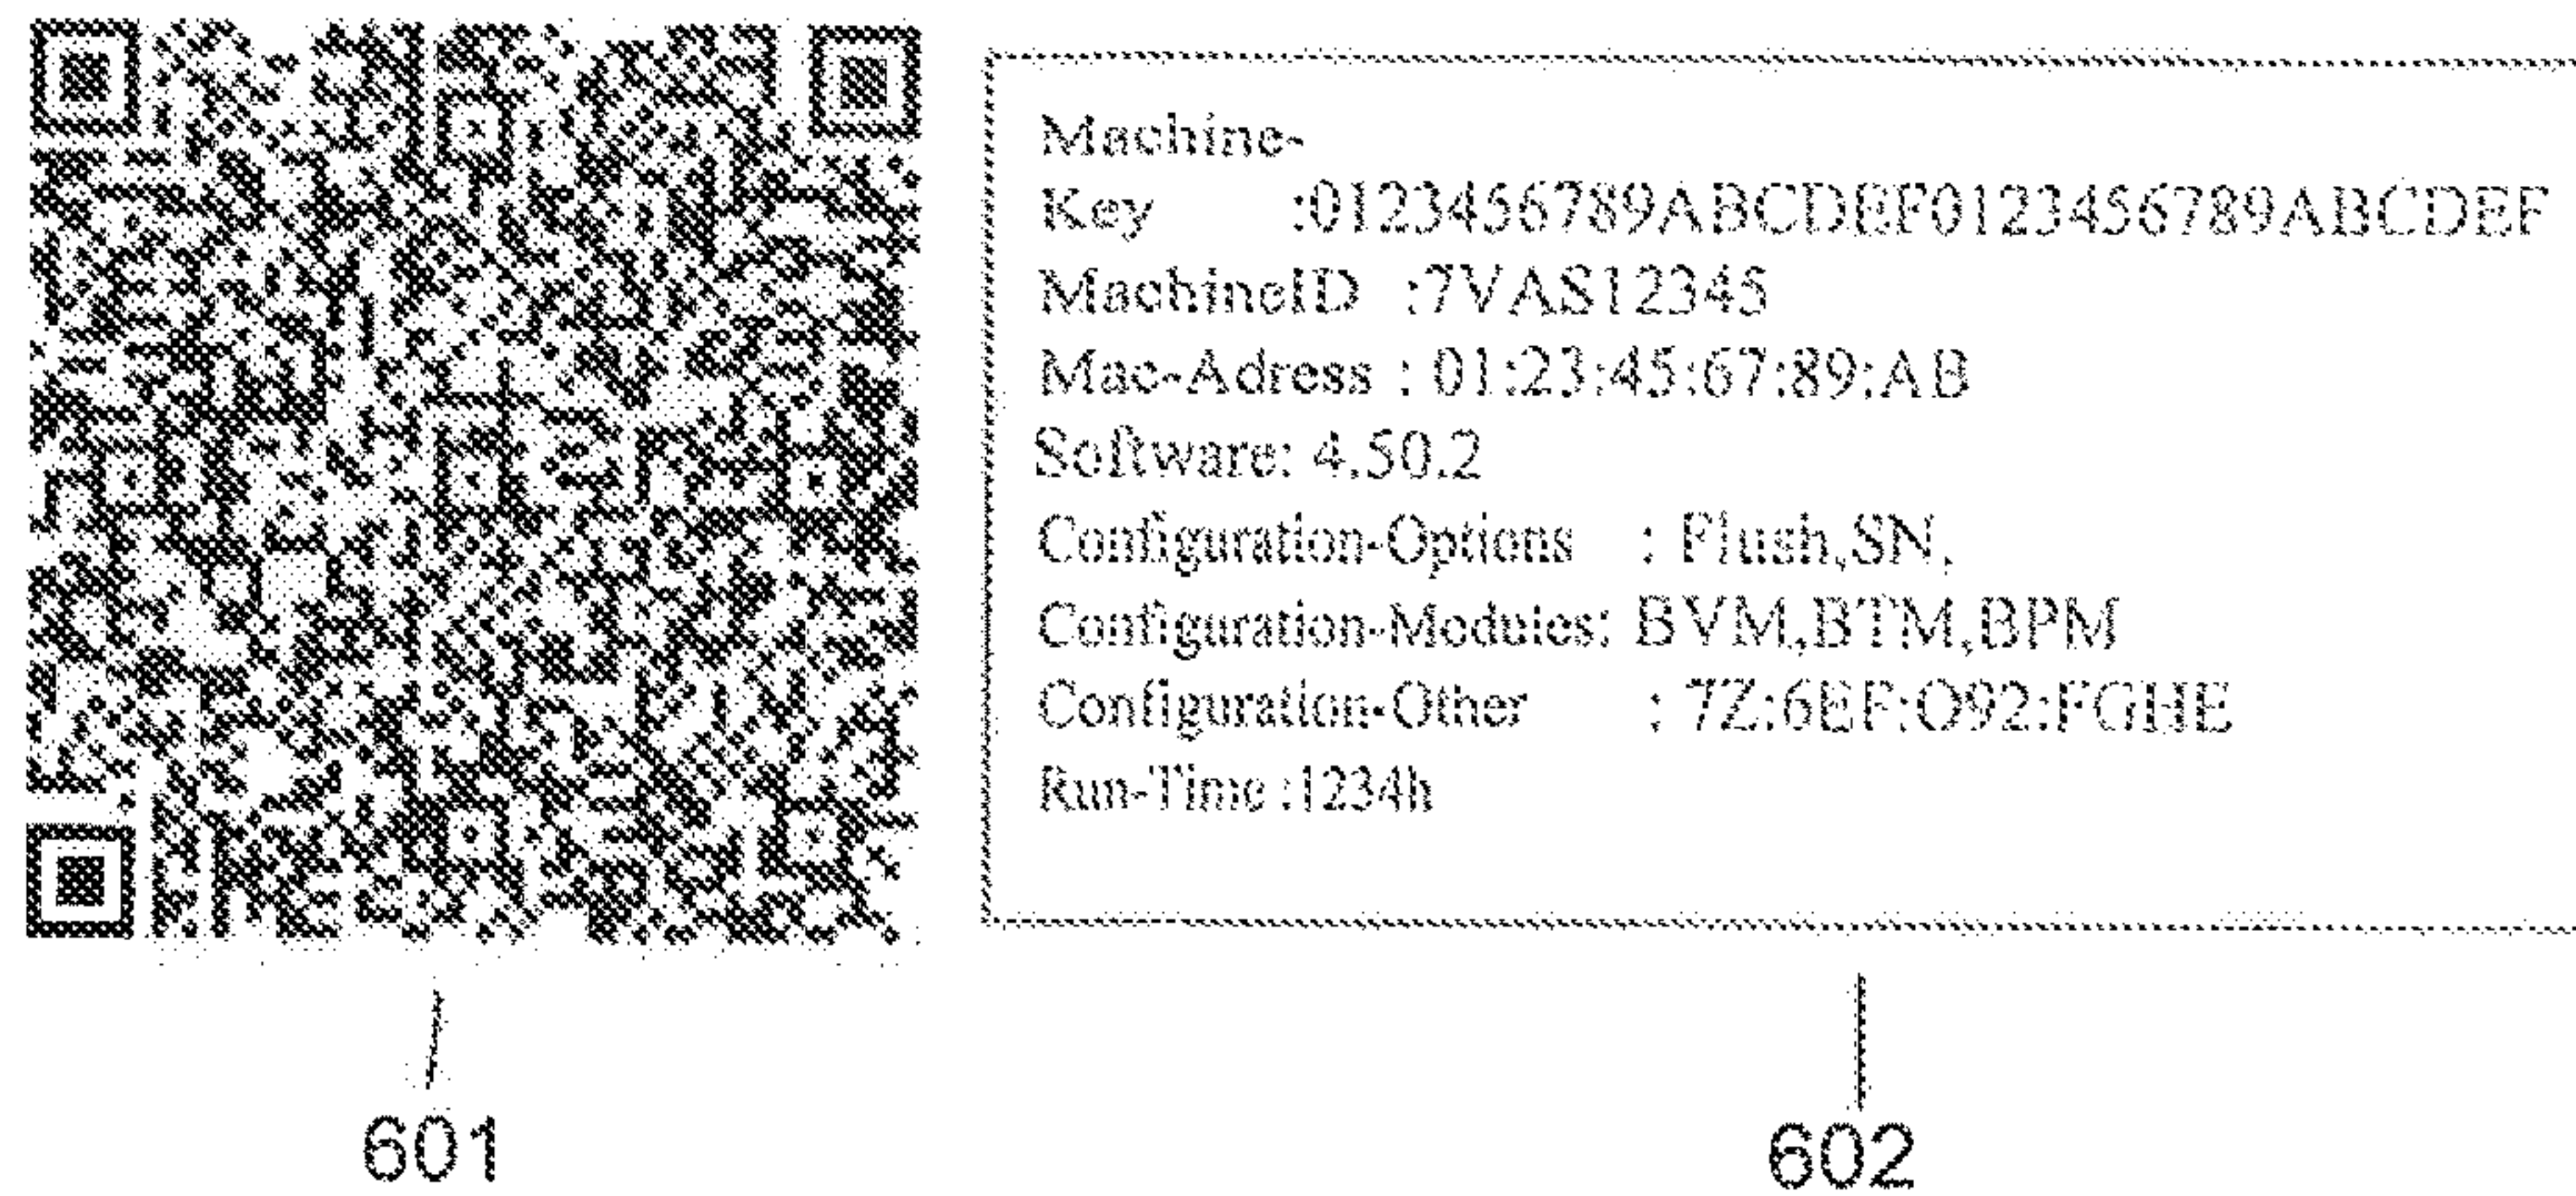 Machine-
Key :0123456789ABCDEF0123456789ABCDEF
MachineID :7VAS12345
Mac-Adress : 01:23:45:67:89:AB
Software: 4.50.2
Configuration-Options : Flush,SN,
Configuration-Modules: BVM,BTM,BPM
Configuration-Other : 7Z:6EF:O92:FGHE
Run-Time :1234h
601
602